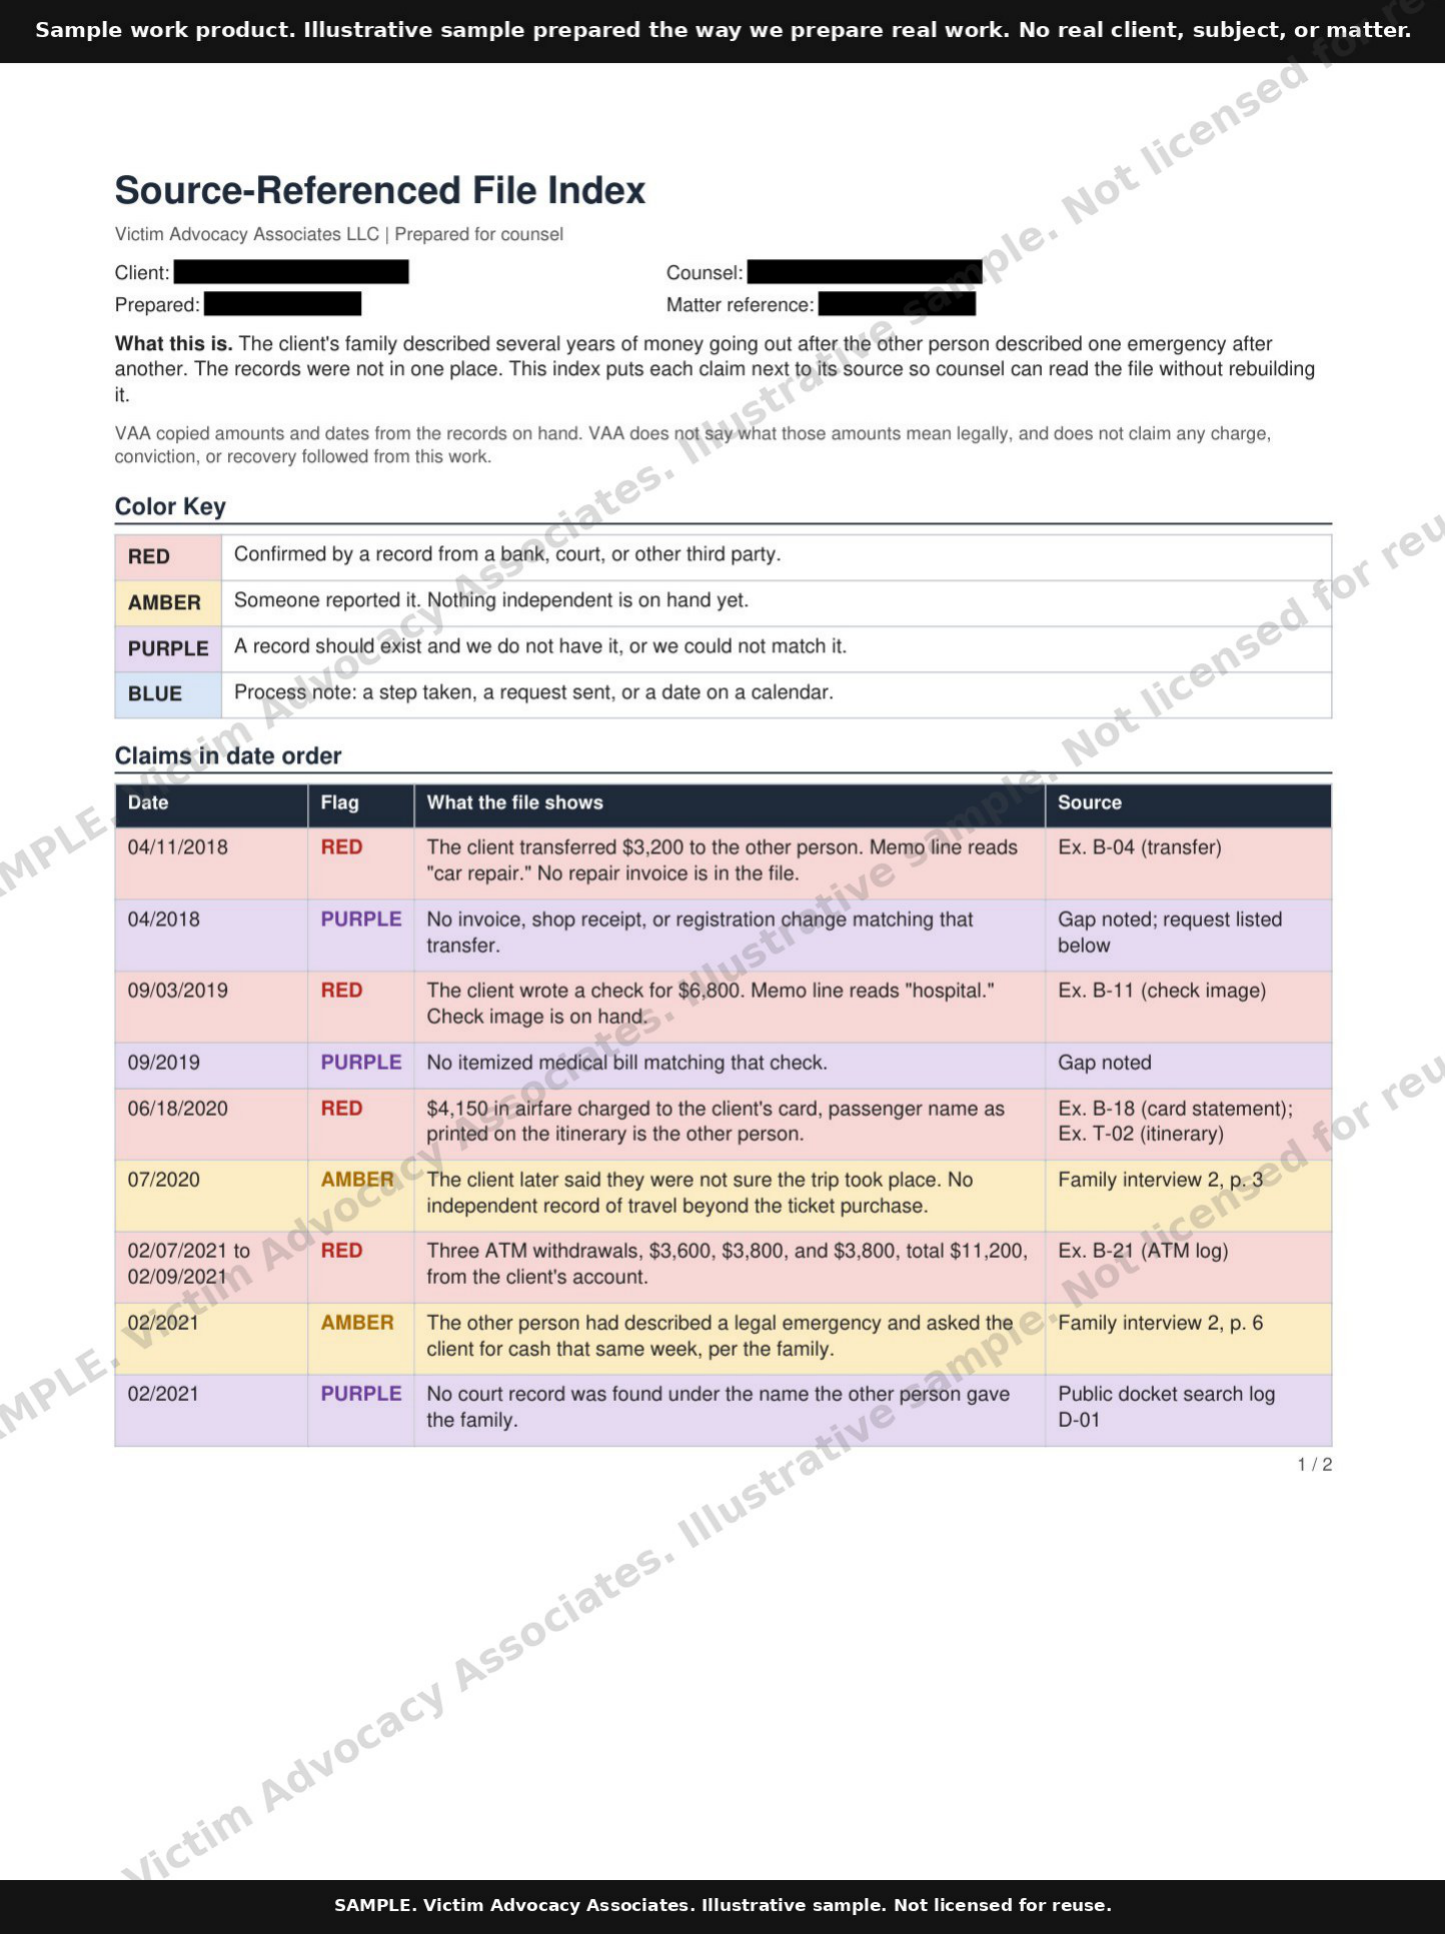 Sample work product. Illustrative sample prepared the way we prepare real work. No real client, subject, or matter.
Source-Referenced File Index
Victim Advocacy Associates LLC | Prepared for counsel
Client:
Counsel:
Prepared:
Matter reference:
What this is. The client's family described several years of money going out after the other person described one emergency after
another. The records were not in one place. This index puts each claim next to its source so counsel can read the file without rebuilding
it.
VAA copied amounts and dates from the records on hand. VAA does not say what those amounts mean legally, and does not claim any charge,
conviction, or recovery followed from this work.
Color Key
RED Confirmed by a record from a bank, court, or other third party.
AMBER Someone reported it. Nothing independent is on hand yet.
PURPLE A record should exist and we do not have it, or we could not match it.
BLUE Process note: a step taken, a request sent, or a date on a calendar.
Claims in date order
Date Flag What the file shows Source
04/11/2018 RED The client transferred $3,200 to the other person. Memo line reads Ex. B-04 (transfer)
"car repair." No repair invoice is in the file.
04/2018 PURPLE No invoice, shop receipt, or registration change matching that Gap noted; request listed
transfer. below
09/03/2019 RED The client wrote a check for $6,800. Memo line reads "hospital." Ex. B-11 (check image)
Check image is on hand.
09/2019 PURPLE No itemized medical bill matching that check. Gap noted
06/18/2020 RED $4,150 in airfare charged to the client's card, passenger name as Ex. B-18 (card statement);
printed on the itinerary is the other person. Ex. T-02 (itinerary)
07/2020 AMBER The client later said they were not sure the trip took place. No Family interview 2, p. 3
independent record of travel beyond the ticket purchase.
02/07/2021 to RED Three ATM withdrawals, $3,600, $3,800, and $3,800, total $11,200, Ex. B-21 (ATM log)
02/09/2021 from the client's account.
02/2021 AMBER The other person had described a legal emergency and asked the Family interview 2, p. 6
client for cash that same week, per the family.
02/2021 PURPLE No court record was found under the name the other person gave Public docket search log
the family. D-01
1 / 2
Victim Advocacy Associates. Illustrative sample. Not licensed for reu
SAMPLE. Victim Advocacy Associates. Illustrative sample. Not licensed for reuse.